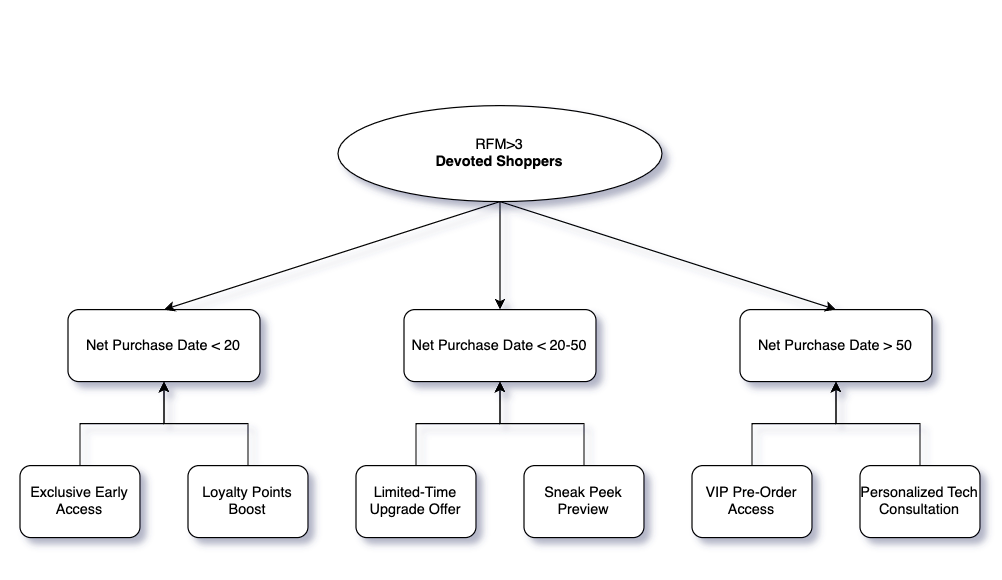 RFM>3
Devoted Shoppers
Net Purchase Date < 20
Net Purchase Date < 20-50
Net Purchase Date > 50
Exclusive Early
Access
Loyalty Points
Boost
Limited-Time
Upgrade Offer
Sneak Peek
Preview
VIP Pre-Order
Access
Personalized Tech
Consultation